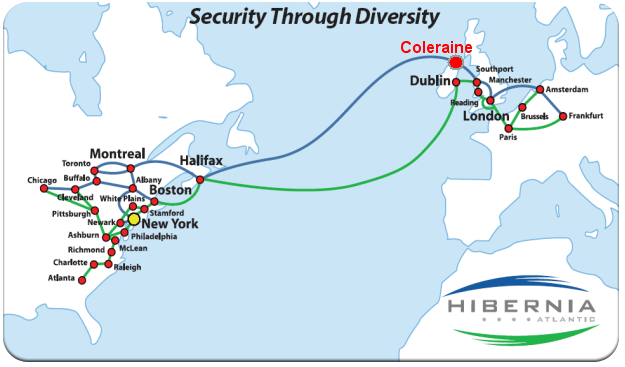 Security Through Diversity
Coleraine
Southport
Dublin
Manchester
Amsterdam
Reading
London
Brussels
Frankfurt
Paris
Montreal
Toronto
Halifax
Buffalo
Albany
Chicago
Boston
Cleveland
White Plains
Pittsburgh
Stamford
Newark
New York
Ashburn
Philadelphia
Richmond
McLean
Charlotte
Raleigh
Atlanta
HIBERNIA
ATLANTIC